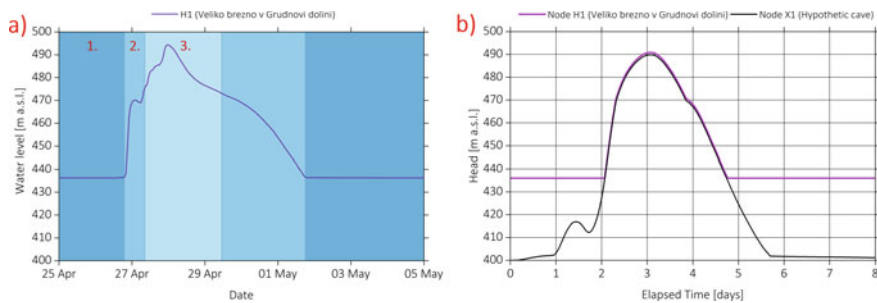 a)
H1 (Veliko brezno v Grudnovi dolini)
1. 2. 3.
Water level [m a.s.l.]
500
490
480
470
460
450
440
430
420
410
400
25 Apr 27 Apr 29 Apr 01 May 03 May 05 May
Date
b)
Node H1 (Veliko brezno v Grudnovi dolini) Node X1 (Hypothetic cave)
Head [m a.s.l.]
500
490
480
470
460
450
440
430
420
410
400
0 1 2 3 4 5 6 7 8
Elapsed Time [days]